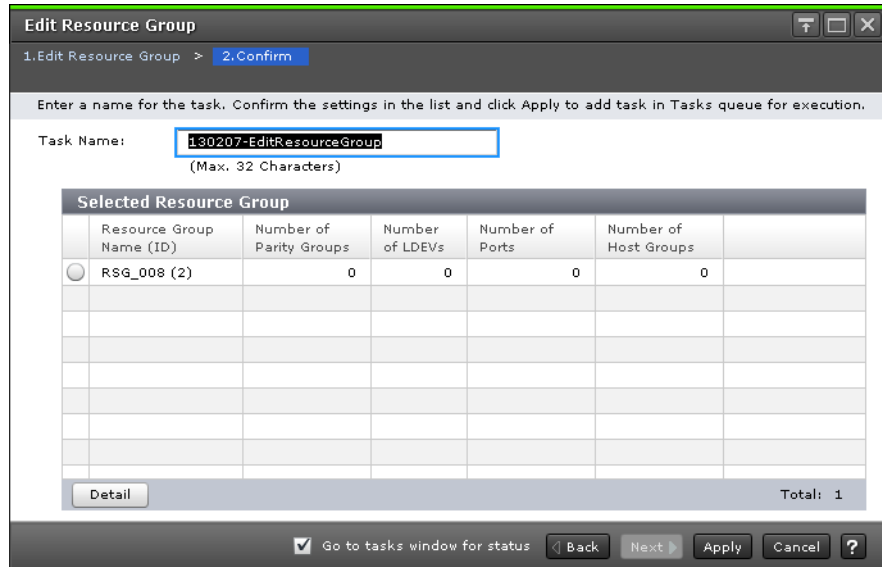 Edit Resource Group
1.Edit Resource Group > 2.Confirm
Enter a name for the task. Confirm the settings in the list and click Apply to add task in Tasks queue for execution.
Task Name: 130207-EditResourceGroup
(Max. 32 Characters)
Selected Resource Group
Resource Group Number of Number Number of Number of
Name (ID) Parity Groups of LDEVs Ports Host Groups
RSG_008 (2) 0 0 0 0
Detail Total: 1
Go to tasks window for status Back Next Apply Cancel ?